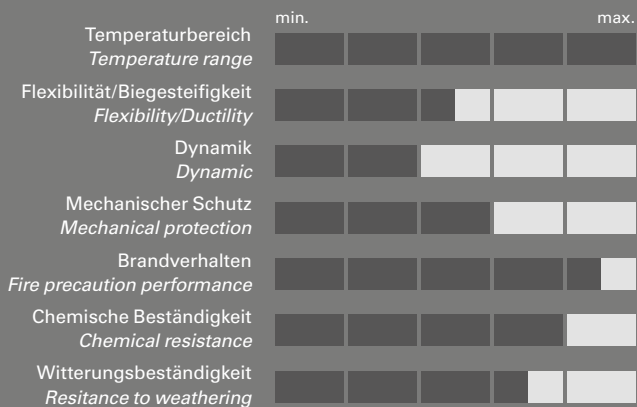 min. max.
Temperaturbereich
Temperature range
Flexibilität/Biegesteifigkeit
Flexibility/Ductility
Dynamik
Dynamic
Mechanischer Schutz
Mechanical protection
Brandverhalten
Fire precaution performance
Chemische Beständigkeit
Chemical resistance
Witterungsbeständigkeit
Resitance to weathering